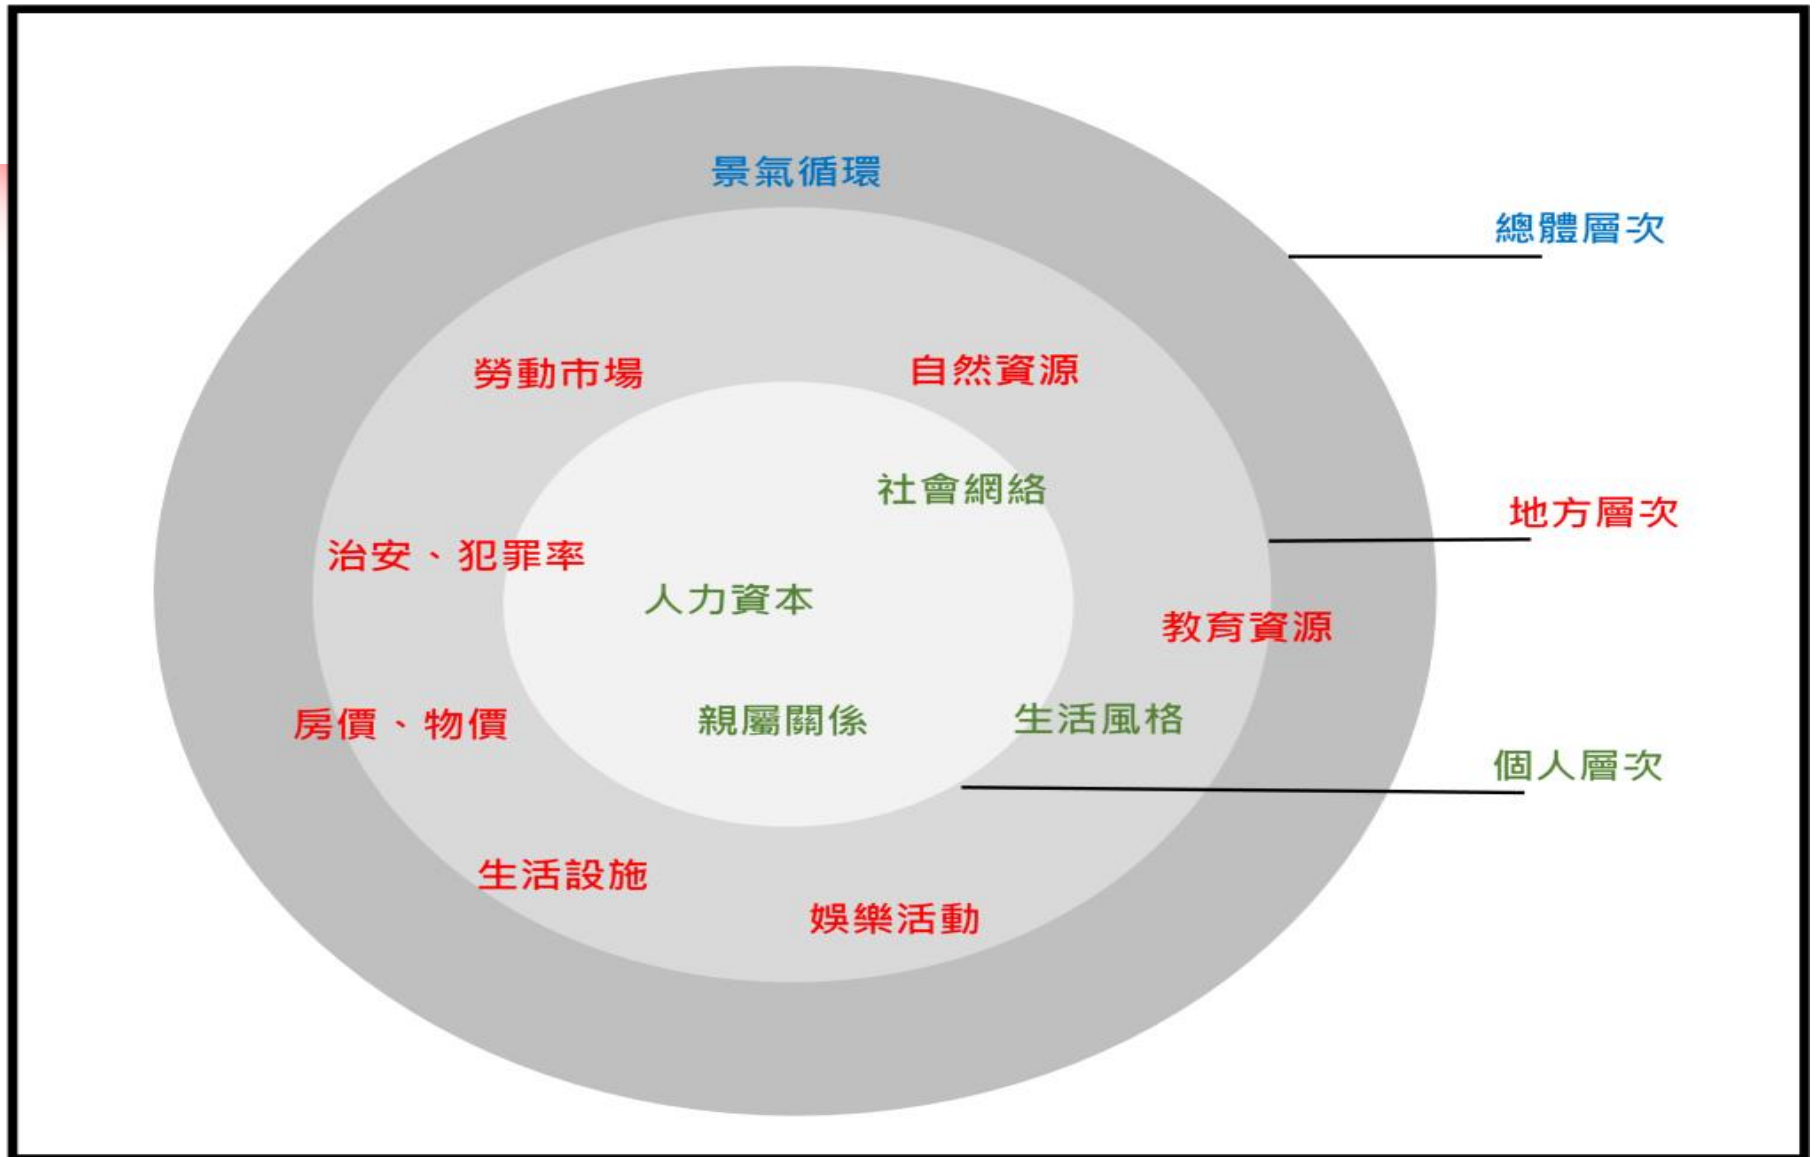 景氣循環
總體層次
勞動市場
自然資源
社會網絡
地方層次
治安、犯罪率
人力資本
教育資源
房價、物價
親屬關係
生活風格
個人層次
生活設施
娛樂活動